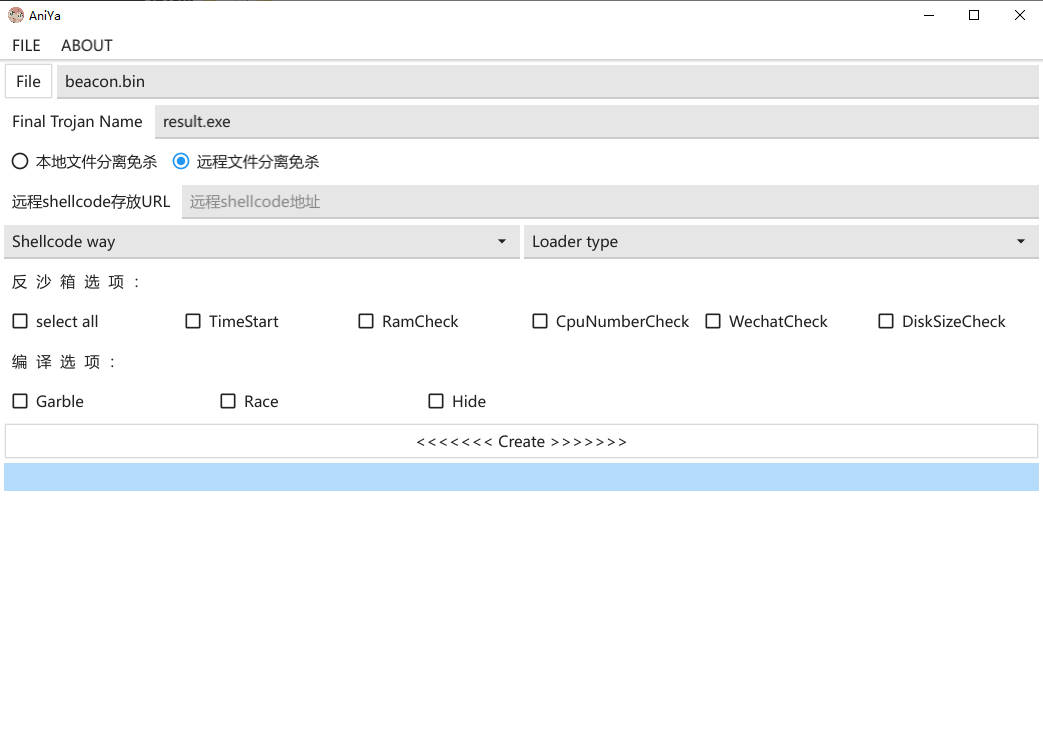 AniYa
FILE ABOUT
File beacon.bin
Final Trojan Name result.exe
本地文件分离免杀 远程文件分离免杀
远程shellcode存放URL 远程shellcode地址
Shellcode way Loader type
反 沙 箱 选 项 :
select all TimeStart RamCheck CpuNumberCheck WechatCheck DiskSizeCheck
编 译 选 项 :
Garble Race Hide
<<<<<<< Create >>>>>>>